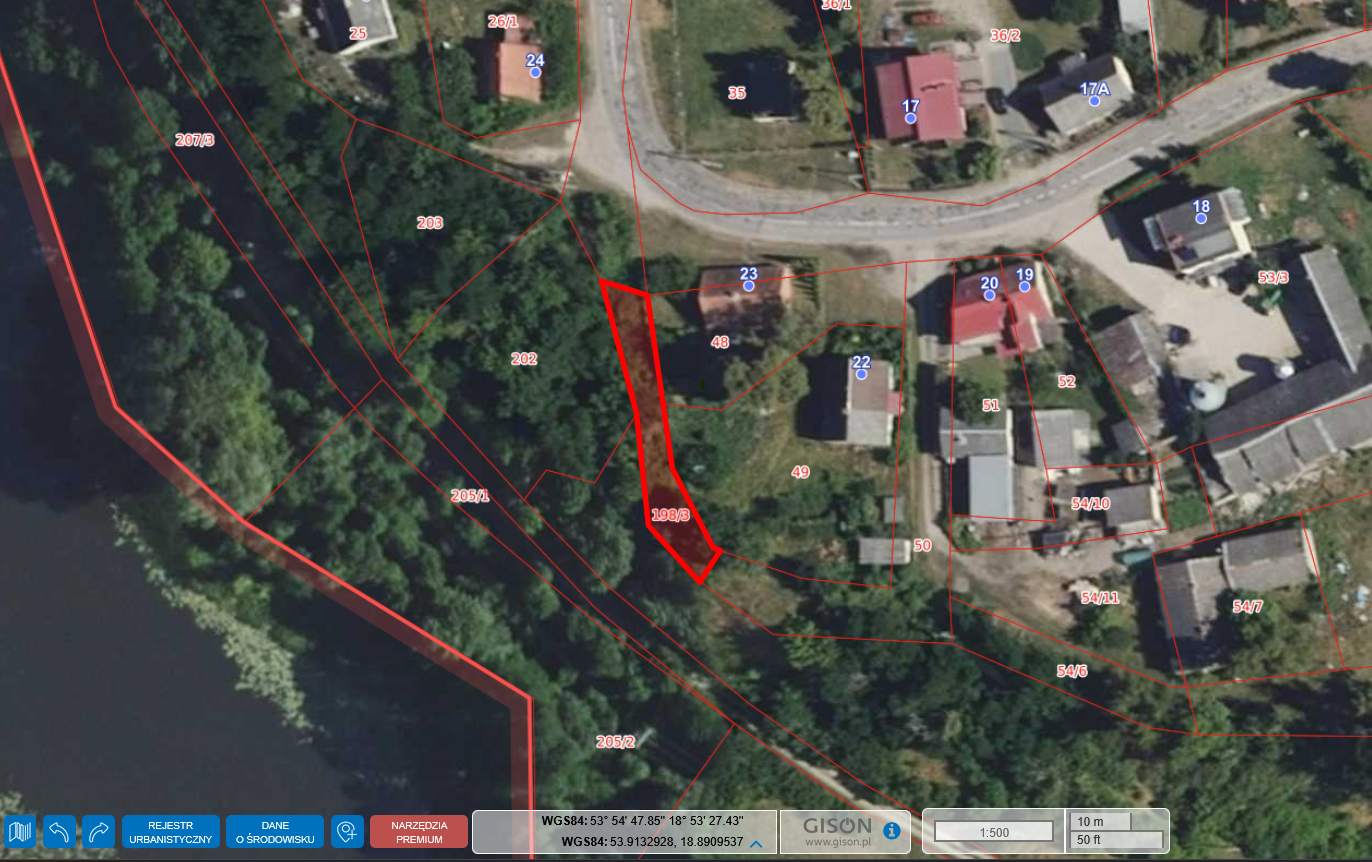 36/1
26/1
25
36/2
24
35
17A
17
207/3
18
203
23
19
20
53/3
48
202
22
52
51
49
205/1
54/10
198/3
50
54/11
54/7
54/6
205/2
REJESTR
URBANISTYCZNY
DANE
O ŚRODOWISKU
NARZĘDZIA
PREMIUM
WGS84: 53° 54' 47.85" 18° 53' 27.43"
WGS84: 53.9132928, 18.8909537
GISON
www.gison.pl
1:500
10 m
50 ft